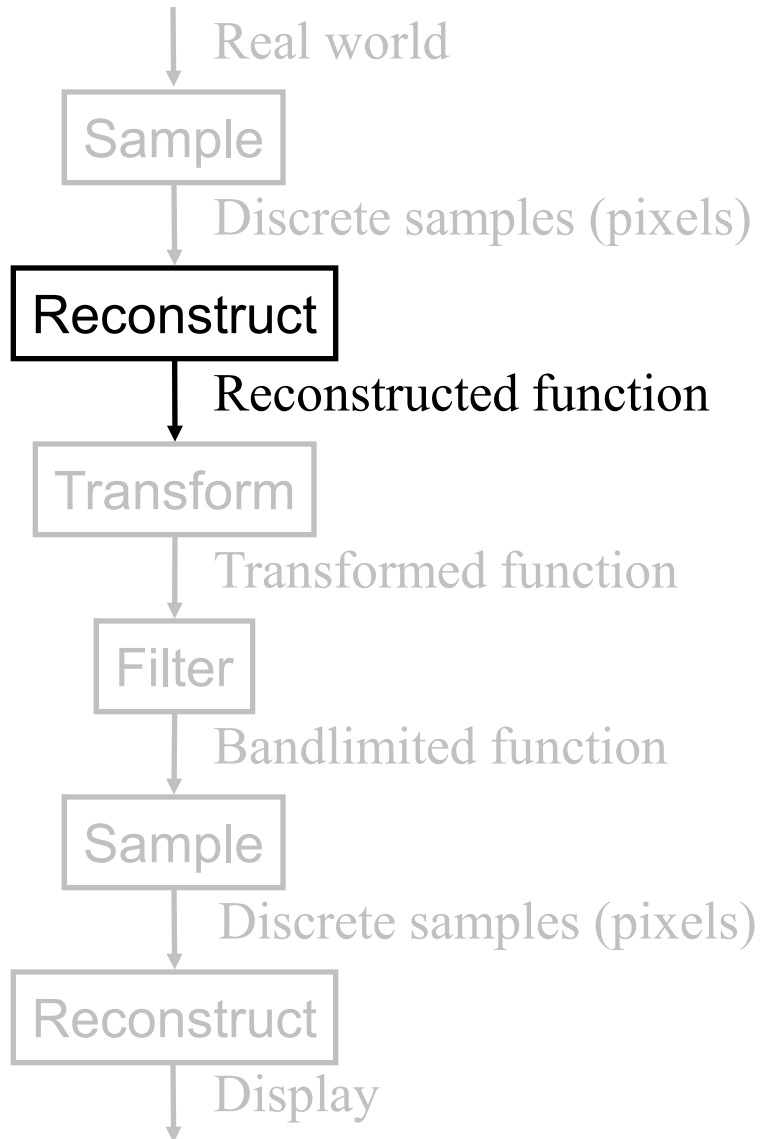 Real world
Sample
Discrete samples (pixels)
Reconstruct
Reconstructed function
Transform
Transformed function
Filter
Bandlimited function
Sample
Discrete samples (pixels)
Reconstruct
Display